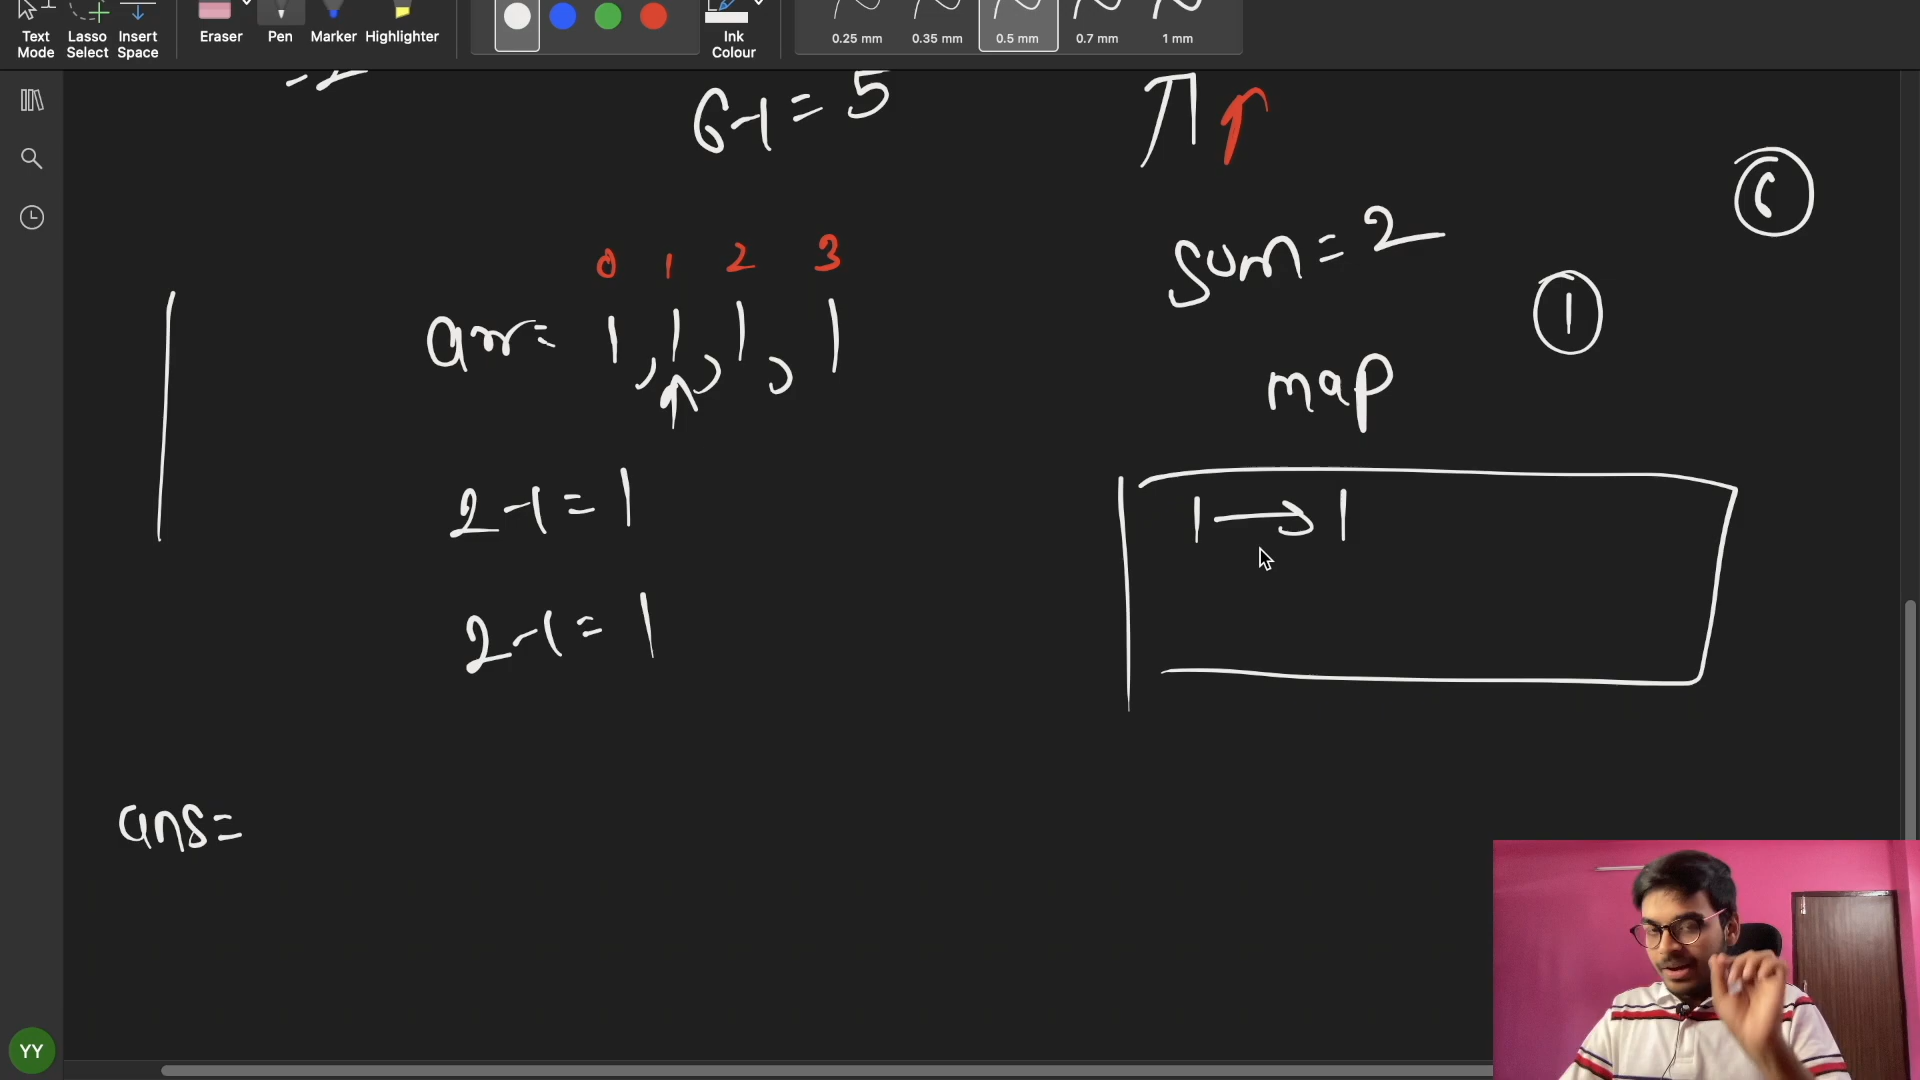 Text Mode
Lasso Select
Insert Space
Eraser
Pen
Marker
Highlighter
Ink Colour
0.25 mm
0.35 mm
0.5 mm
0.7 mm
1 mm
6-1=5
6
sum=2
0 1 2 3
arr= 1, 1, 1, 1
1
map
2-1=1
1→1
2-1=1
ans=
YY